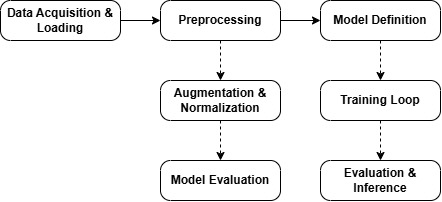 Data Acquisition &
Loading
Preprocessing
Model Definition
Augmentation &
Normalization
Training Loop
Model Evaluation
Evaluation &
Inference